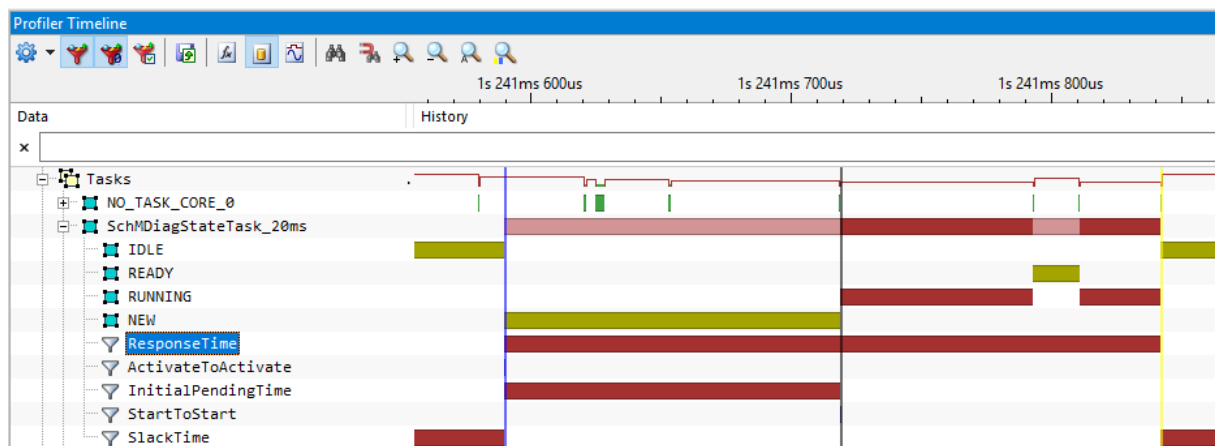 Profiler Timeline
1s 241ms 600us 1s 241ms 700us 1s 241ms 800us
Data History
Tasks
NO_TASK_CORE_0
SchMDiagStateTask_20ms
IDLE
READY
RUNNING
NEW
ResponseTime
ActivateToActivate
InitialPendingTime
StartToStart
SlackTime